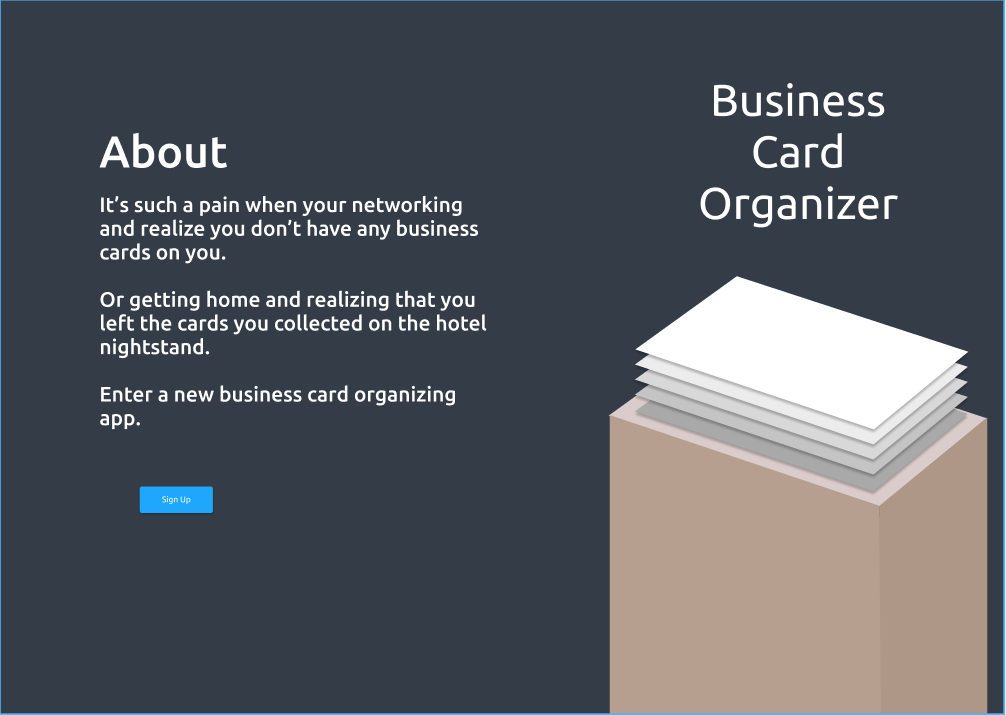 Business
Card
Organizer
About
It’s such a pain when your networking
and realize you don’t have any business
cards on you.
Or getting home and realizing that you
left the cards you collected on the hotel
nightstand.
Enter a new business card organizing
app.
Sign Up